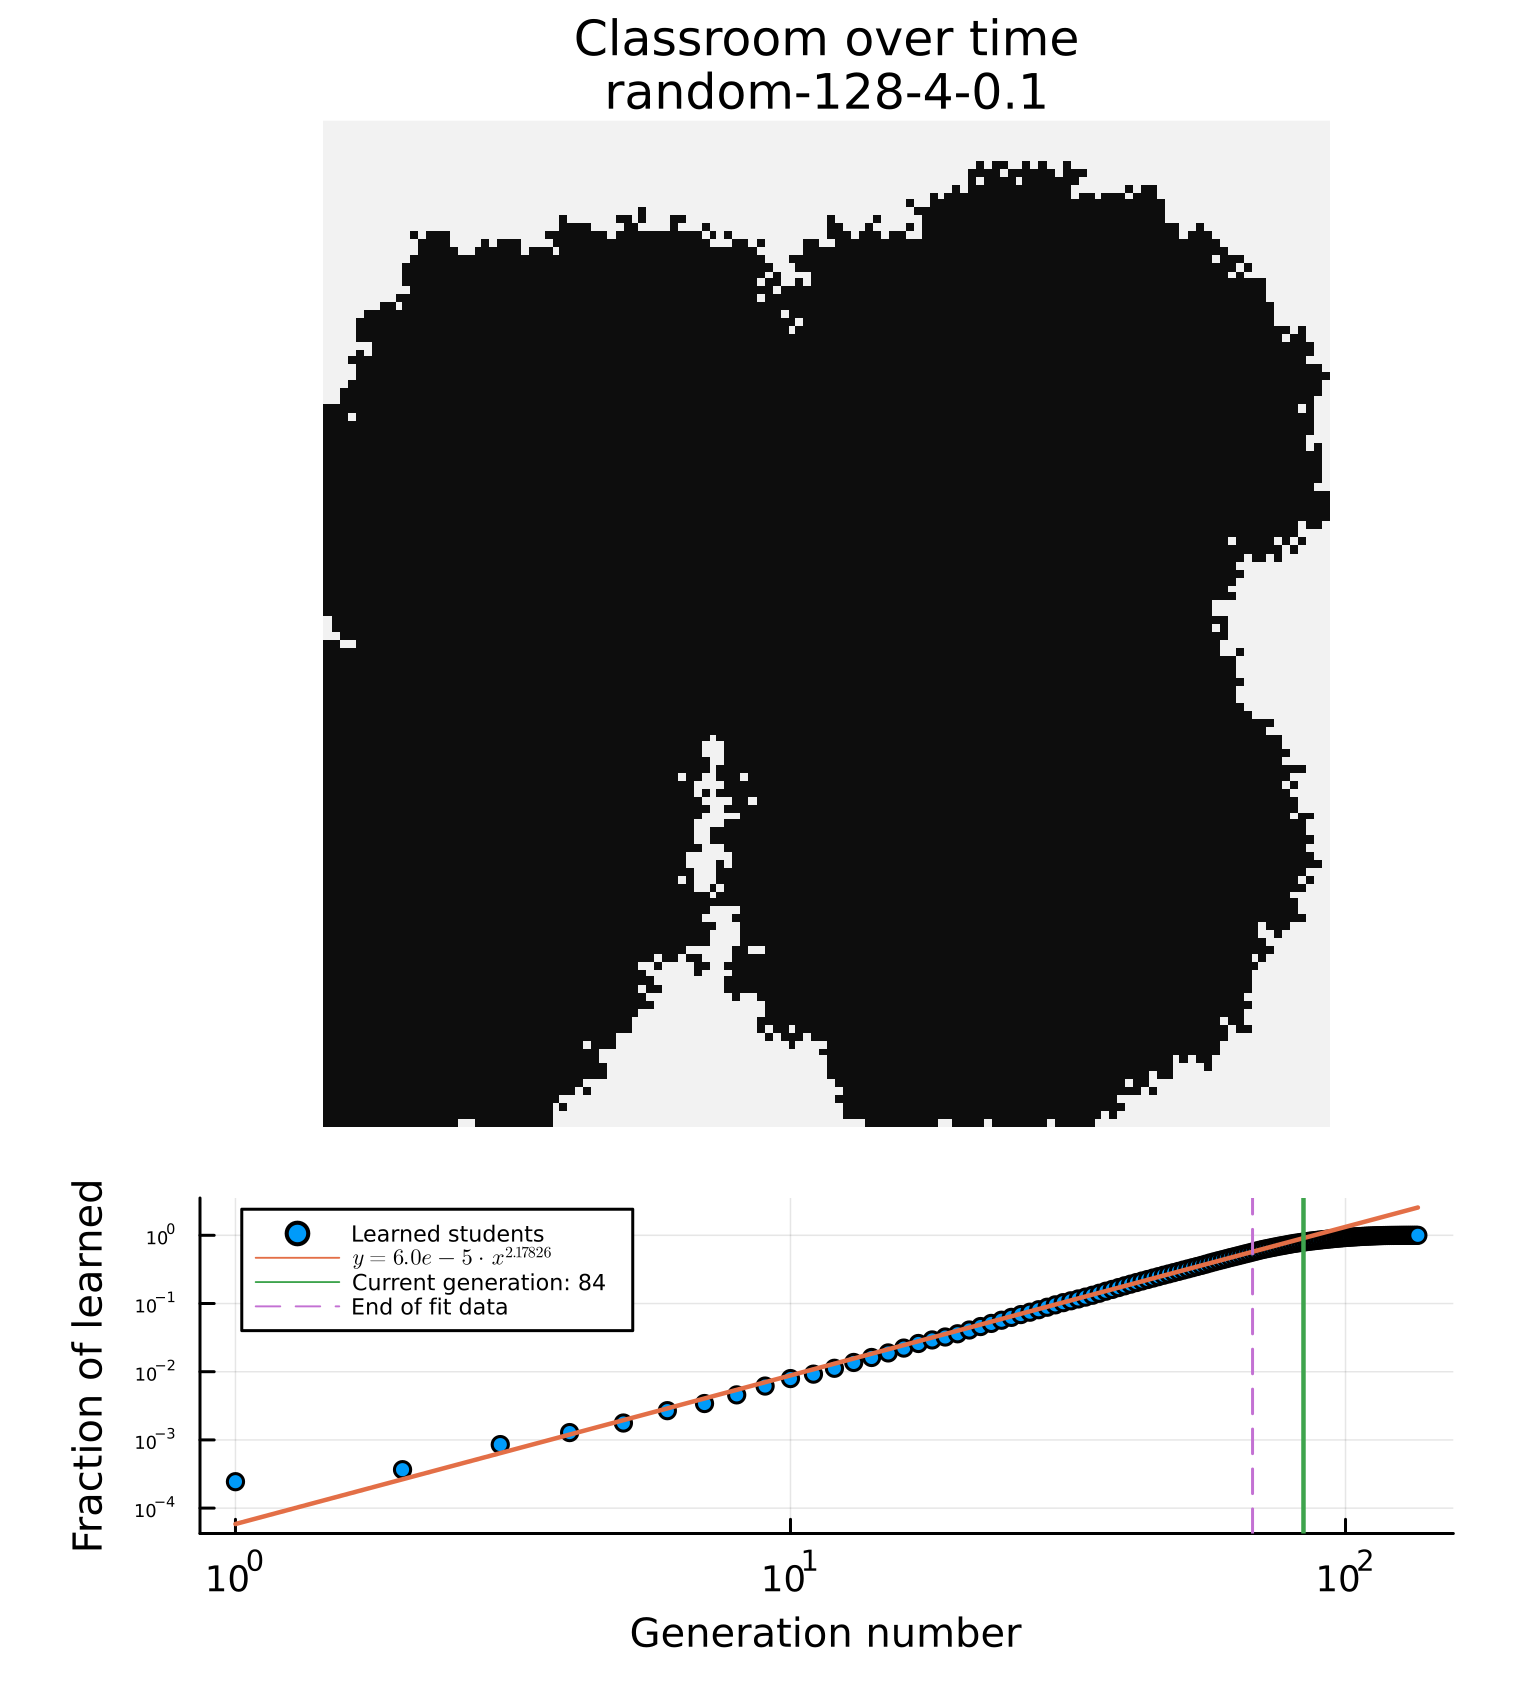 Classroom over time
random-128-4-0.1
Learned students
y = 6.0e − 5 · x^2.17826
Current generation: 84
End of fit data
Fraction of learned
10^0
10^−1
10^−2
10^−3
10^−4
10^0 10^1 10^2
Generation number